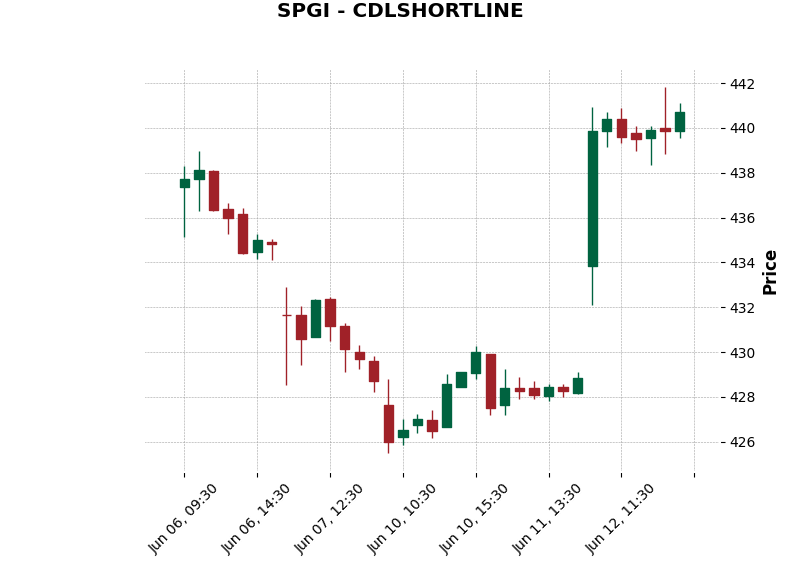 SPGI - CDLSHORTLINE
442
440
438
436
434
432
430
428
426
Price
Jun 06, 09:30
Jun 06, 14:30
Jun 07, 12:30
Jun 10, 10:30
Jun 10, 15:30
Jun 11, 13:30
Jun 12, 11:30